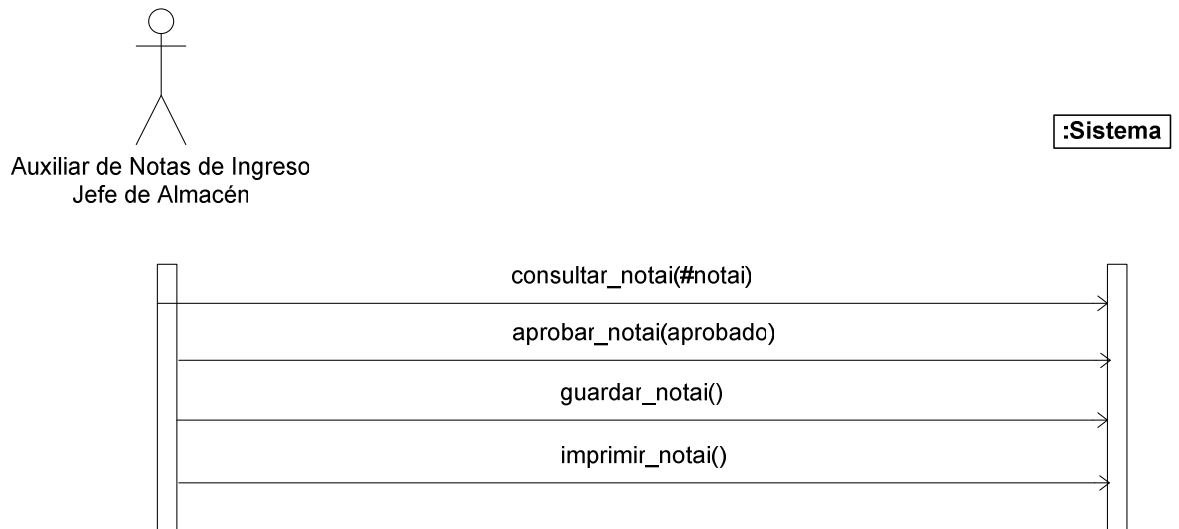 :Sistema
Auxiliar de Notas de Ingreso
Jefe de Almacén
consultar_notai(#notai)
aprobar_notai(aprobado)
guardar_notai()
imprimir_notai()